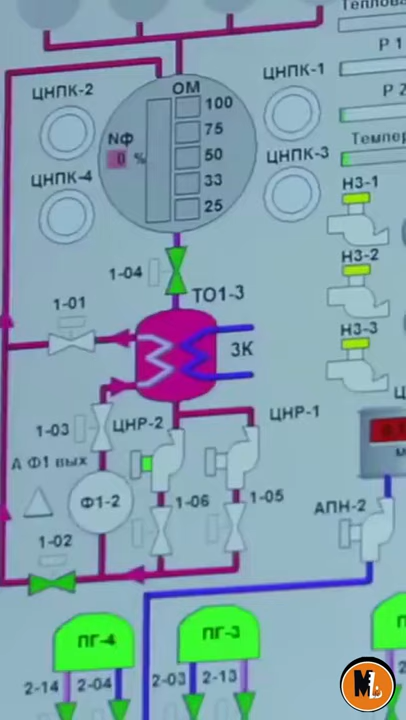 Теплова
Р 1
ЦНПК-2
ОМ
ЦНПК-1
100
Р 2
Nф
75
Темпер
0 %
50
ЦНПК-3
ЦНПК-4
33
НЗ-1
25
1-04
НЗ-2
ТО1-3
1-01
НЗ-3
3К
1-03
ЦНР-2
ЦНР-1
А Ф1 вых
Ф1-2
1-06
1-05
АПН-2
1-02
ПГ-4
ПГ-3
2-14
2-04
2-03
2-13